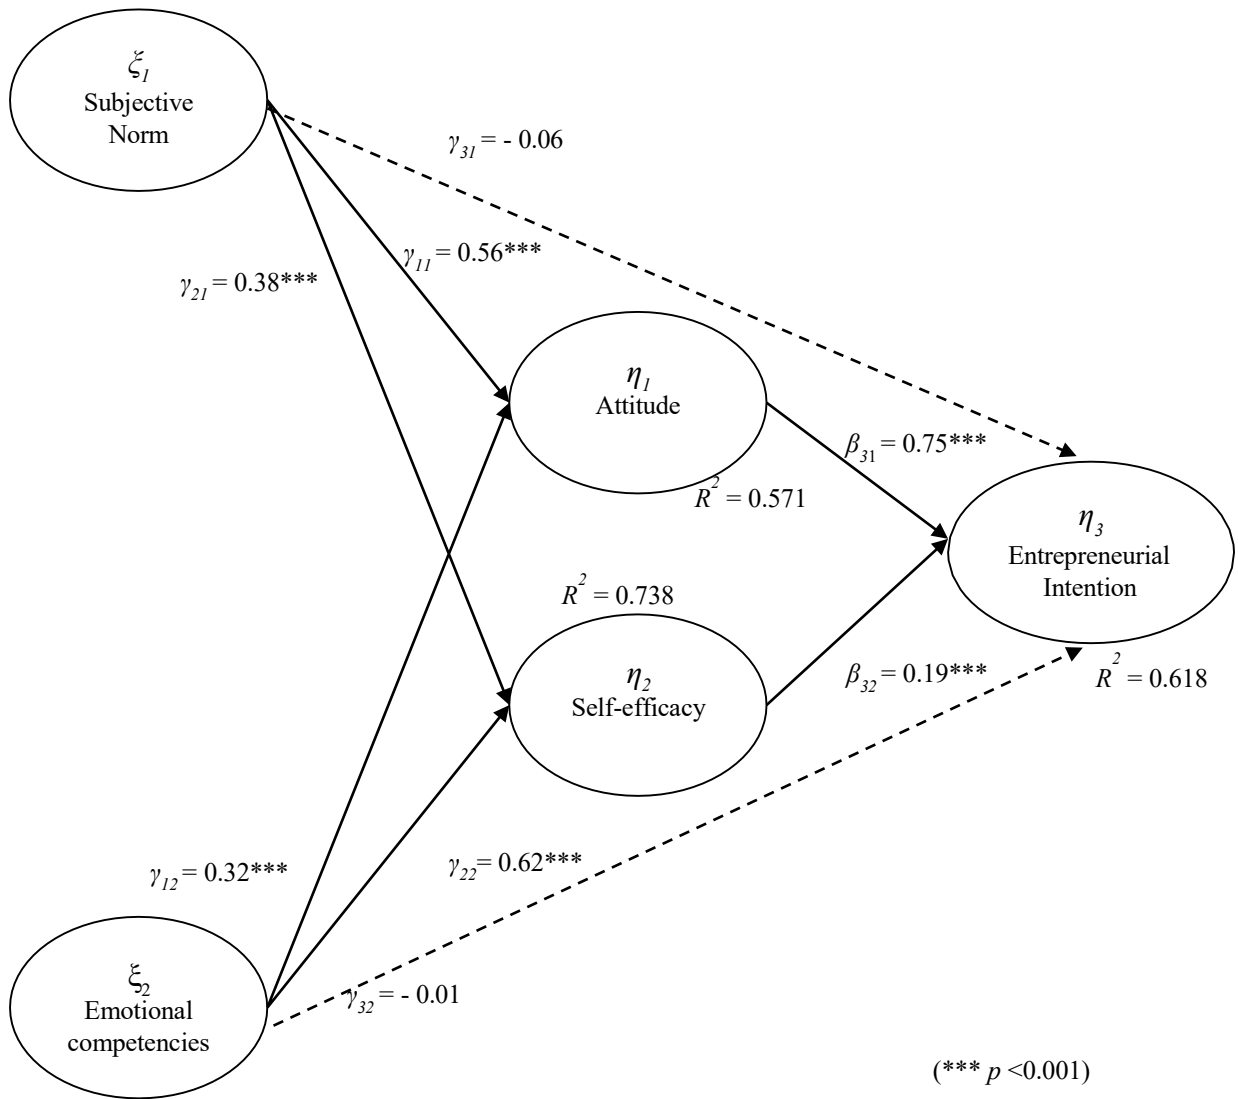 ξ1
Subjective
Norm
γ31 = - 0.06
γ11 = 0.56***
γ21 = 0.38***
η1
Attitude
β31 = 0.75***
R2 = 0.571
η3
Entrepreneurial
Intention
R2 = 0.738
η2
Self-efficacy
β32 = 0.19***
R2 = 0.618
γ12 = 0.32***
γ22= 0.62***
ξ2
Emotional
competencies
γ32 = - 0.01
(*** p <0.001)